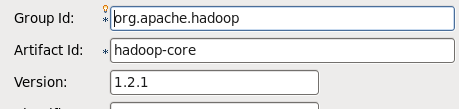 Group Id: * org.apache.hadoop
Artifact Id: * hadoop-core
Version: 1.2.1